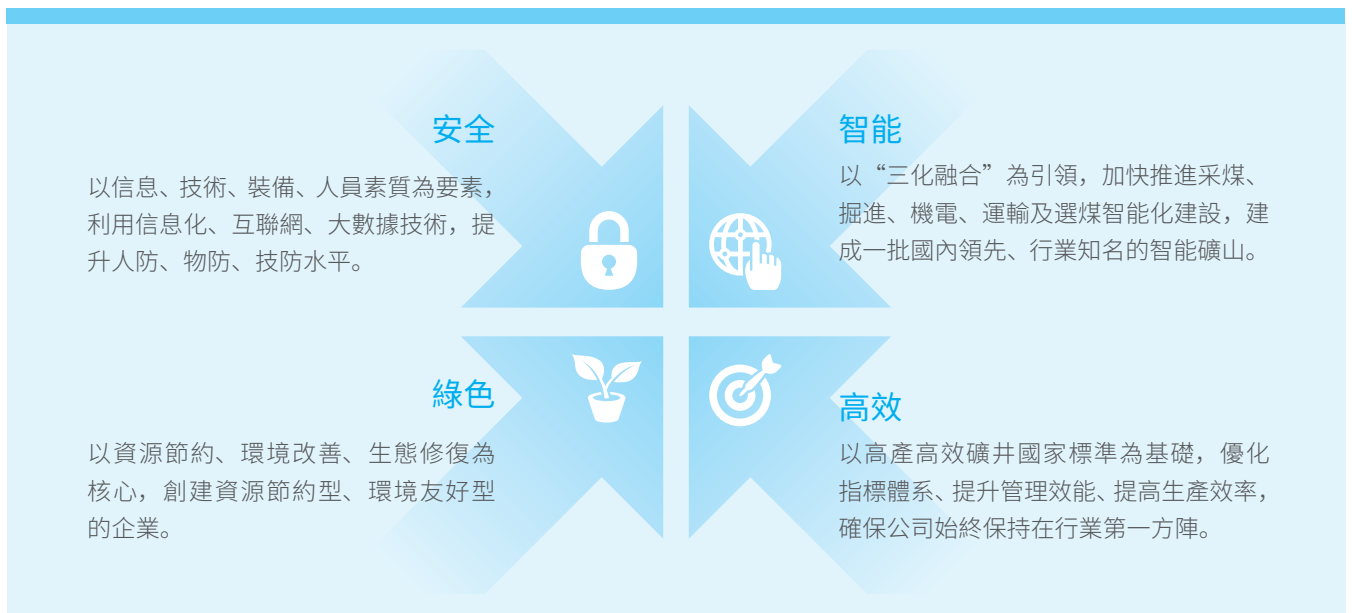 安全
以信息、技術、裝備、人員素質為要素，
利用信息化、互聯網、大數據技術，提
升人防、物防、技防水平。
智能
以“三化融合”為引領，加快推進采煤、
掘進、機電、運輸及選煤智能化建設，建
成一批國內領先、行業知名的智能礦山。
綠色
以資源節約、環境改善、生態修復為
核心，創建資源節約型、環境友好型
的企業。
高效
以高產高效礦井國家標準為基礎，優化
指標體系、提升管理效能、提高生產效率，
確保公司始終保持在行業第一方陣。